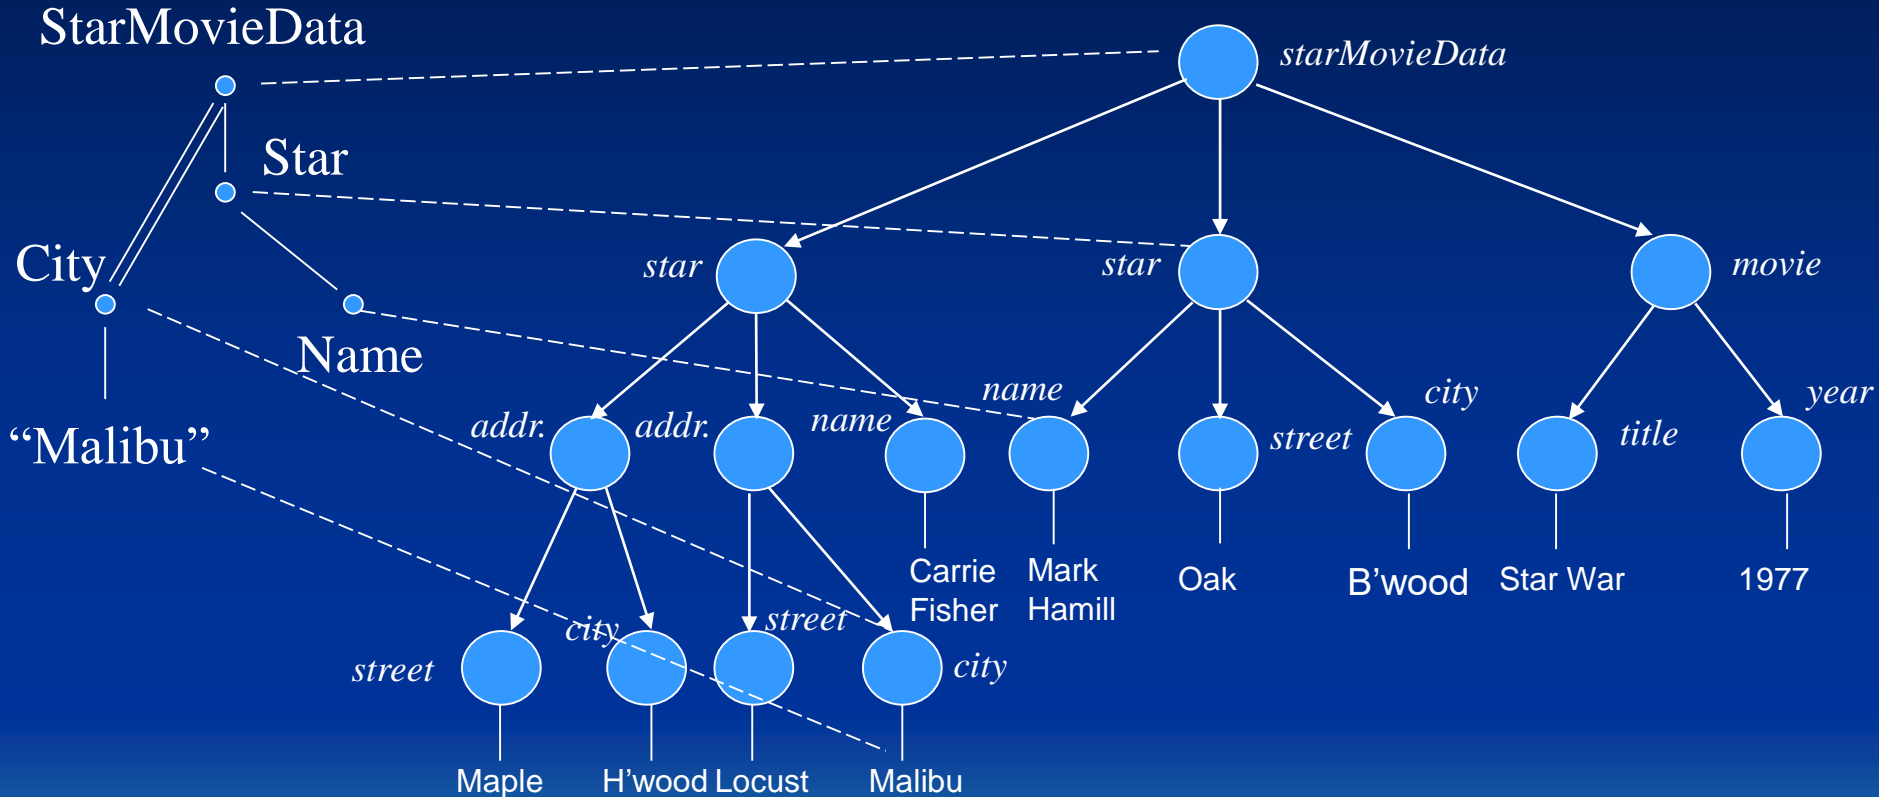 StarMovieData
starMovieData
Star
City
star
star
movie
Name
name
city
year
"Malibu"
addr.
addr.
name
street
title
Carrie
Fisher
Mark
Hamill
Oak
B'wood
Star War
1977
street
city
street
city
Maple
H'wood
Locust
Malibu